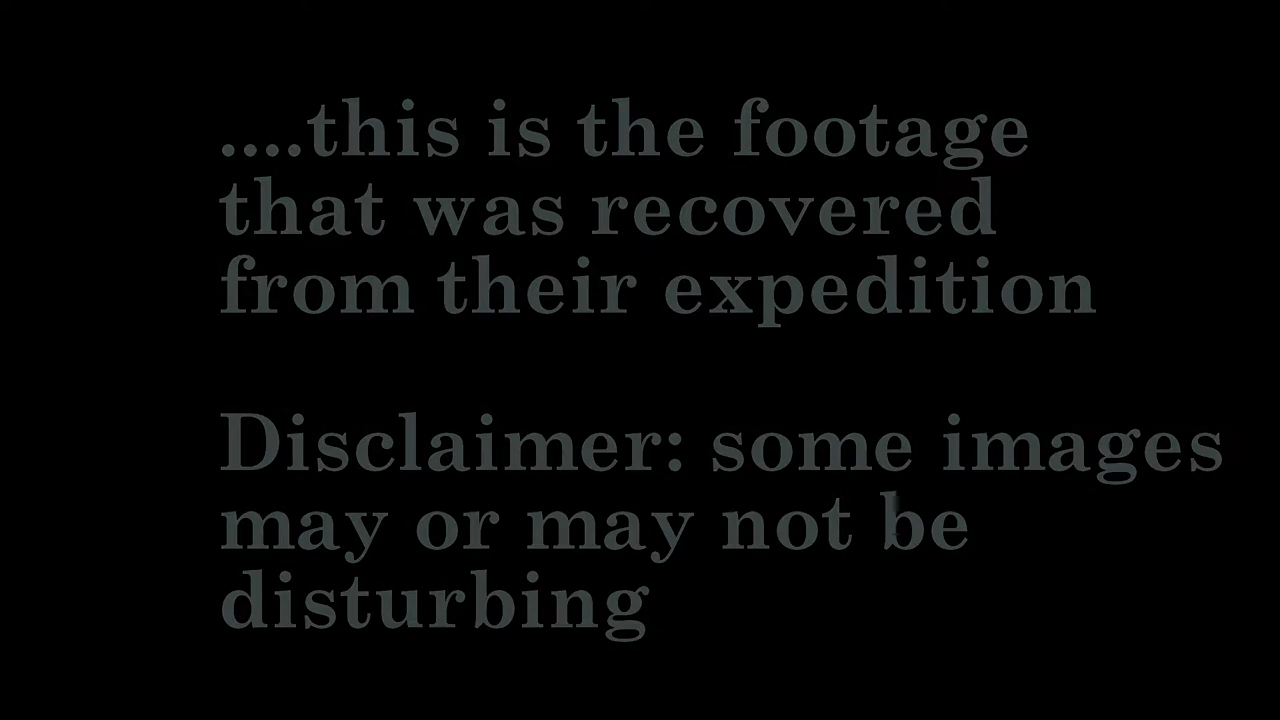 ....this is the footage
that was recovered
from their expedition
Disclaimer: some images
may or may not be
disturbing